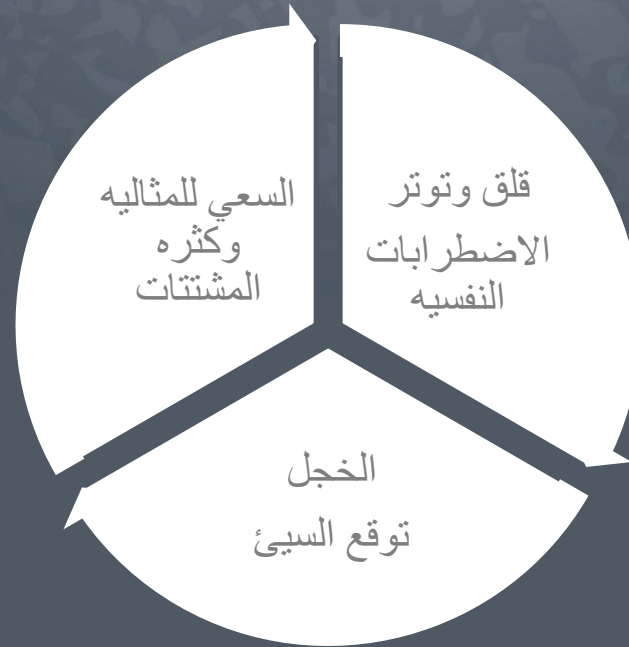 قلق وتوتر
الاضطرابات
النفسيه
الخجل
توقع السيئ
السعي للمثاليه
وكثره
المشتتات